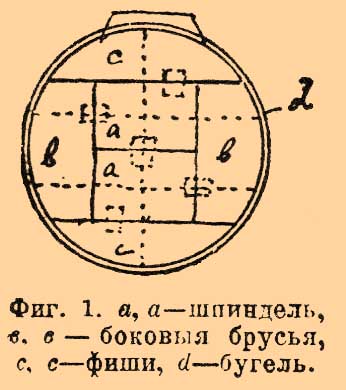 c
d
a
b b
a
c
Фиг. 1. a, a—шпиндель,
в, в — боковыя брусья,
c, c—фиши, d—бугель.